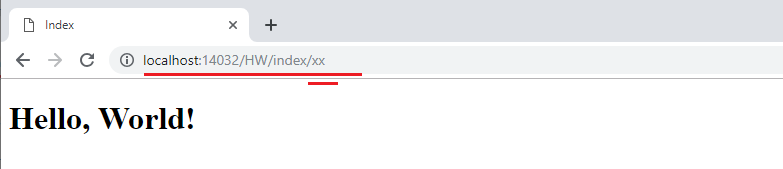 Index
localhost:14032/HW/index/xx
Hello, World!